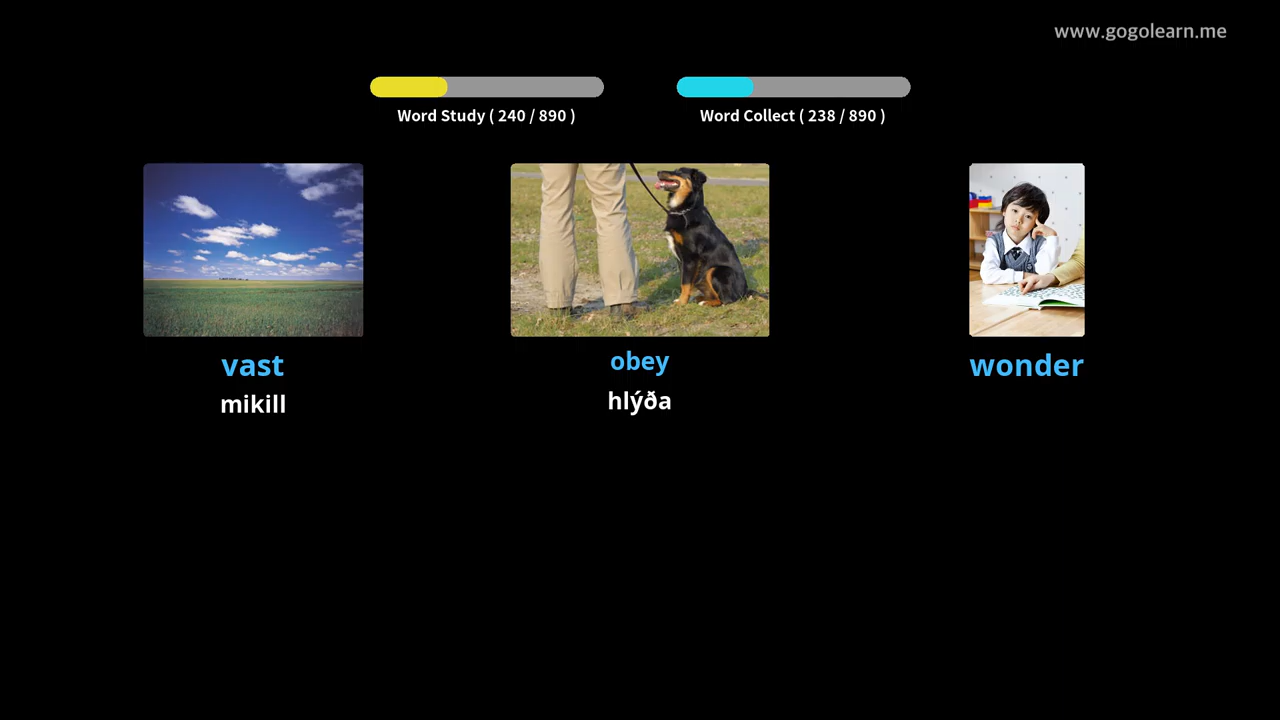 www.gogolearn.me
Word Study ( 240 / 890 )
Word Collect ( 238 / 890 )
vast
mikill
obey
hlýða
wonder